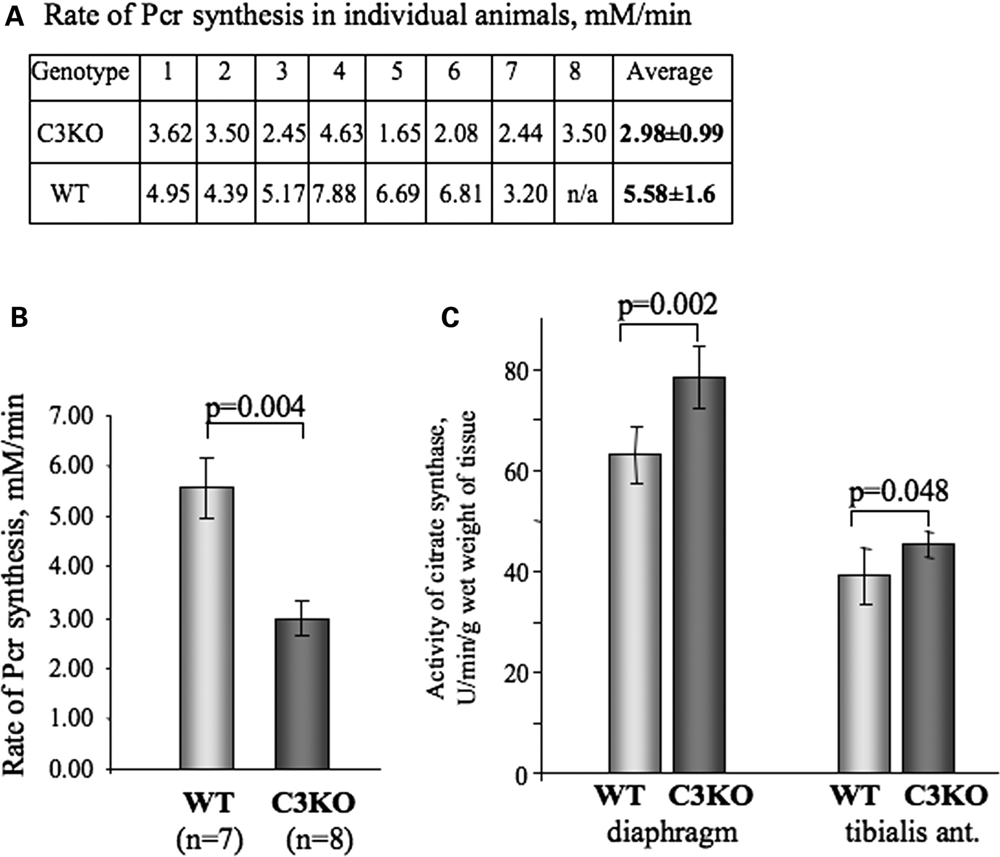 A Rate of Pcr synthesis in individual animals, mM/min
Genotype 1 2 3 4 5 6 7 8 Average
C3KO 3.62 3.50 2.45 4.63 1.65 2.08 2.44 3.50 2.98±0.99
WT 4.95 4.39 5.17 7.88 6.69 6.81 3.20 n/a 5.58±1.6
B
Rate of Pcr synthesis, mM/min
7.00
6.00
5.00
4.00
3.00
2.00
1.00
0.00
p=0.004
WT C3KO
(n=7) (n=8)
C
Activity of citrate synthase,
U/min/g wet weight of tissue
80
60
40
20
0
p=0.002
p=0.048
WT C3KO WT C3KO
diaphragm tibialis ant.